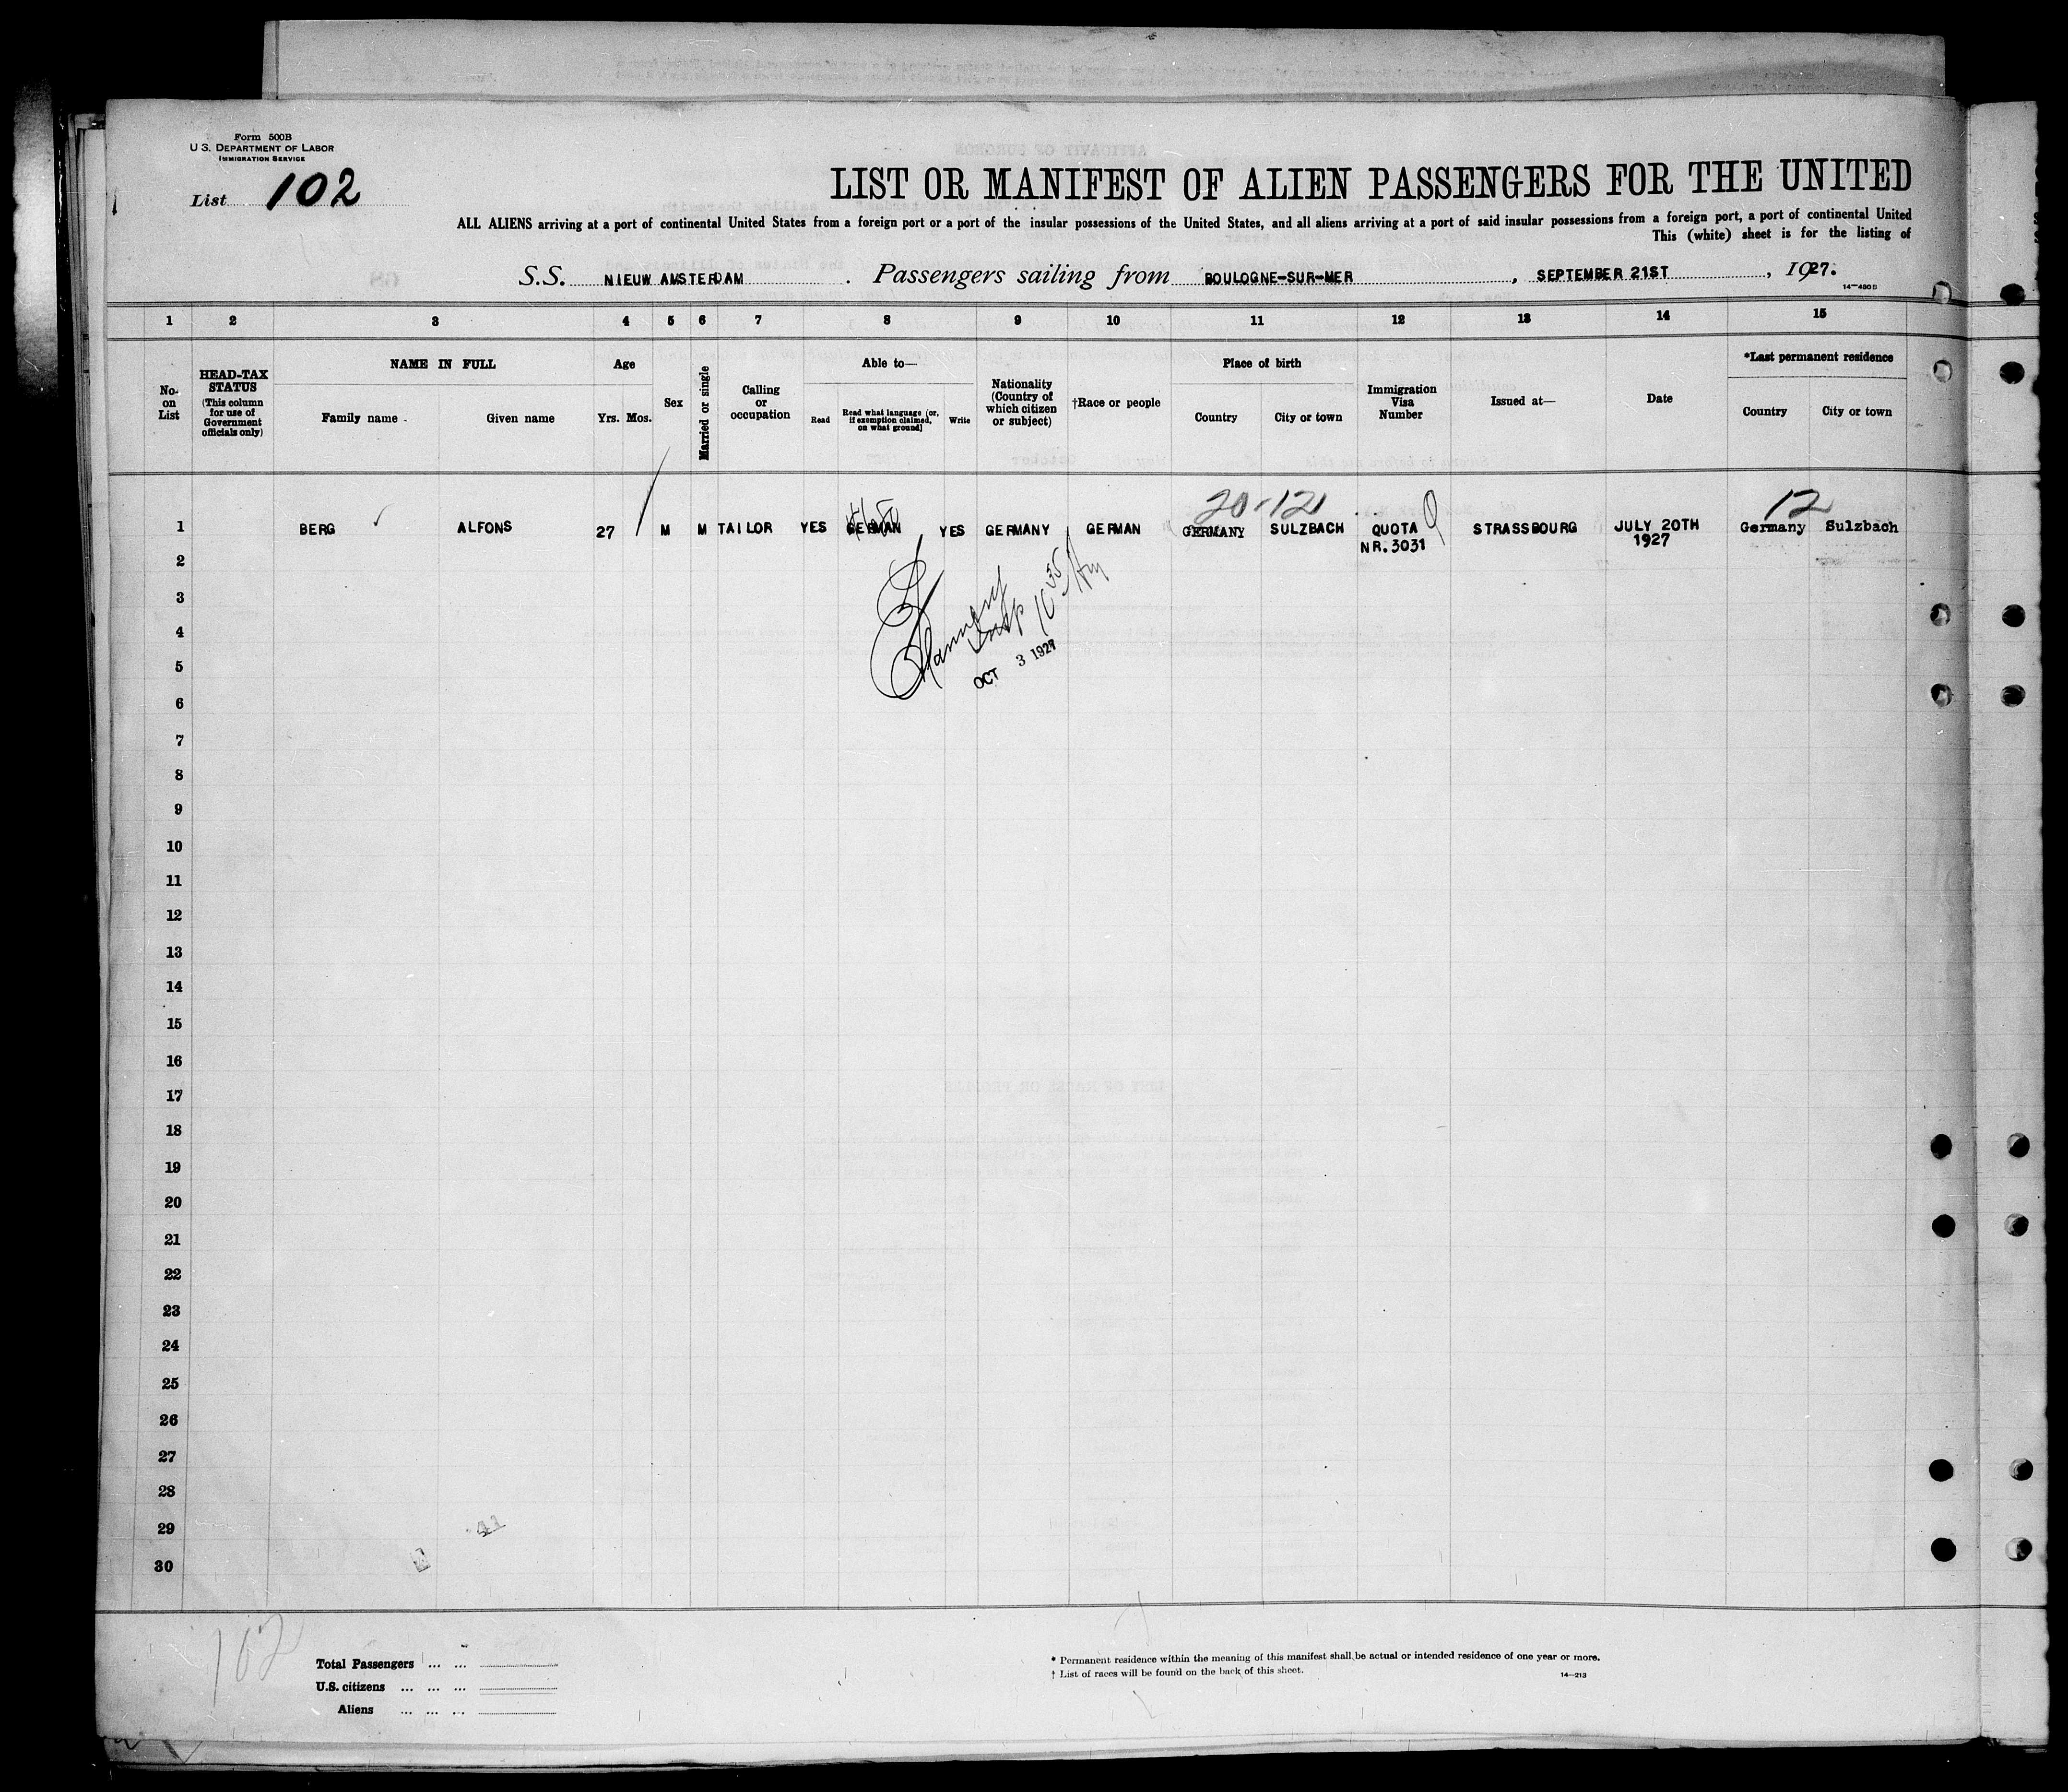 Form 500B
U.S. DEPARTMENT OF LABOR
IMMIGRATION SERVICE
List 102
LIST OR MANIFEST OF ALIEN PASSENGERS FOR THE UNITED
ALL ALIENS arriving at a port of continental United States from a foreign port or a port of the insular possessions of the United States, and all aliens arriving at a port of said insular possessions from a foreign port, a port of continental United
This (white) sheet is for the listing of
S.S. NIEUW AMSTERDAM. Passengers sailing from BOULOGNE-SUR-MER, SEPTEMBER 21ST, 1927.
14—480B
1 2 3 4 5 6 7 8 9 10 11 12 13 14 15
No. on List
HEAD-TAX STATUS (This column for use of Government officials only)
NAME IN FULL
Family name
Given name
Age
Yrs. Mos.
Sex
Married or single
Calling or occupation
Able to—
Read
Read what language (or, if exemption claimed, on what ground)
Write
Nationality (Country of which citizen or subject)
†Race or people
Place of birth
Country
City or town
Immigration Visa Number
Issued at—
Date
*Last permanent residence
Country
City or town
20-12 12
1 BERG ALFONS 27 M M TAILOR YES GERMAN YES GERMANY GERMAN GERMANY SULZBACH QUOTA STRASSBOURG JULY 20TH Germany Sulzbach
NR.3031 1927
2
3
4
5
OCT 3 1927
6
7
8
9
10
11
12
13
14
15
16
17
18
19
20
21
22
23
24
25
26
27
28
29
30
102
Total Passengers ... ...
U.S. citizens ... ... ...
Aliens ... ... ...
* Permanent residence within the meaning of this manifest shall be actual or intended residence of one year or more.
† List of races will be found on the back of this sheet.
14—213